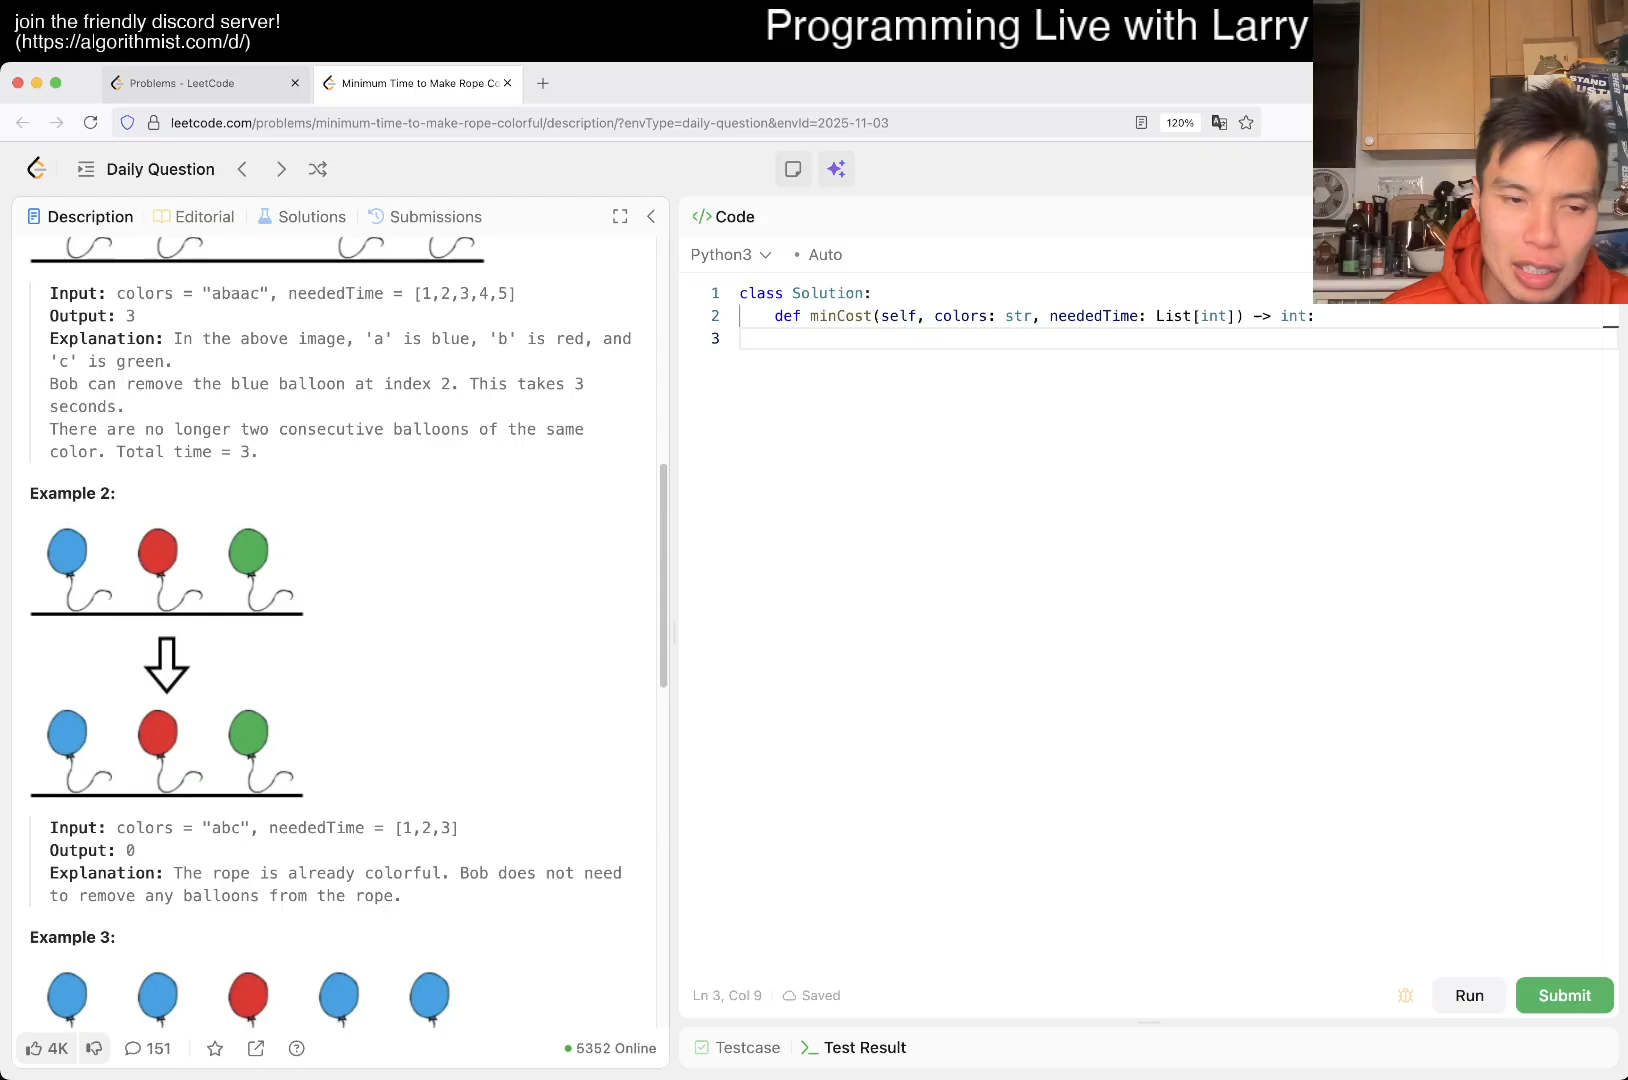 join the friendly discord server!
(https://algorithmist.com/d/)
Programming Live with Larry
Problems - LeetCode
Minimum Time to Make Rope Co
leetcode.com/problems/minimum-time-to-make-rope-colorful/description/?envType=daily-question&envId=2025-11-03
120%
Daily Question
Description
Editorial
Solutions
Submissions
Input: colors = "abaac", neededTime = [1,2,3,4,5]
Output: 3
Explanation: In the above image, 'a' is blue, 'b' is red, and
'c' is green.
Bob can remove the blue balloon at index 2. This takes 3
seconds.
There are no longer two consecutive balloons of the same
color. Total time = 3.
Example 2:
Input: colors = "abc", neededTime = [1,2,3]
Output: 0
Explanation: The rope is already colorful. Bob does not need
to remove any balloons from the rope.
Example 3:
4K
151
5352 Online
</> Code
Python3
• Auto
1 class Solution:
2 def minCost(self, colors: str, neededTime: List[int]) -> int:
3
Ln 3, Col 9
Saved
Run
Submit
Testcase
>_ Test Result
STAND